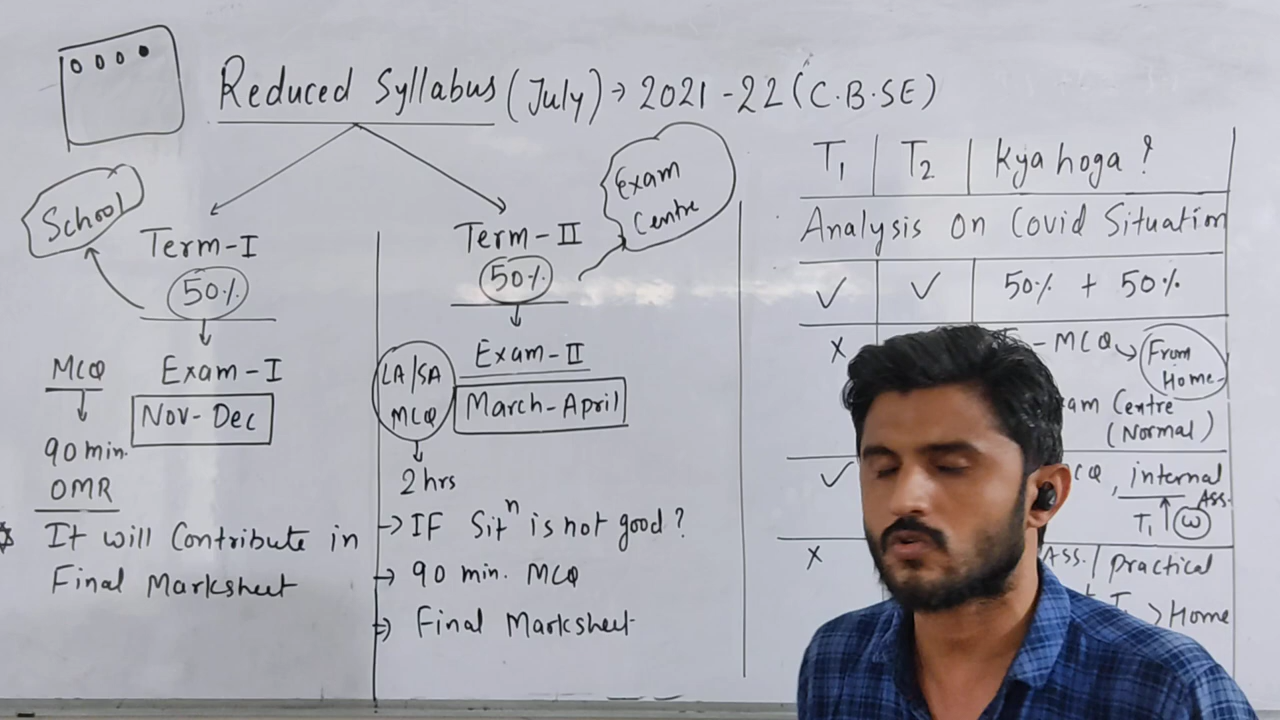 Reduced Syllabus (July) → 2021-22 (C.B.SE)
School
Term-I
50%
MCQ
90 min.
OMR
Exam-I
Nov-Dec
It will Contribute in
Final Marksheet
Exam
Centre
Term-II
50%
LA/SA
MCQ
2 hrs
Exam-II
March-April
→ IF Sitⁿ is not good?
→ 90 min. MCQ
→ Final Marksheet
T1 T2 Kya hoga?
Analysis on Covid Situation
✓ ✓ 50% + 50%
X - MCQ → From
Home-
Centre
(Normal)
✓ , internal
Ass.
T1 ↑ W
X Ass./practical
> Home